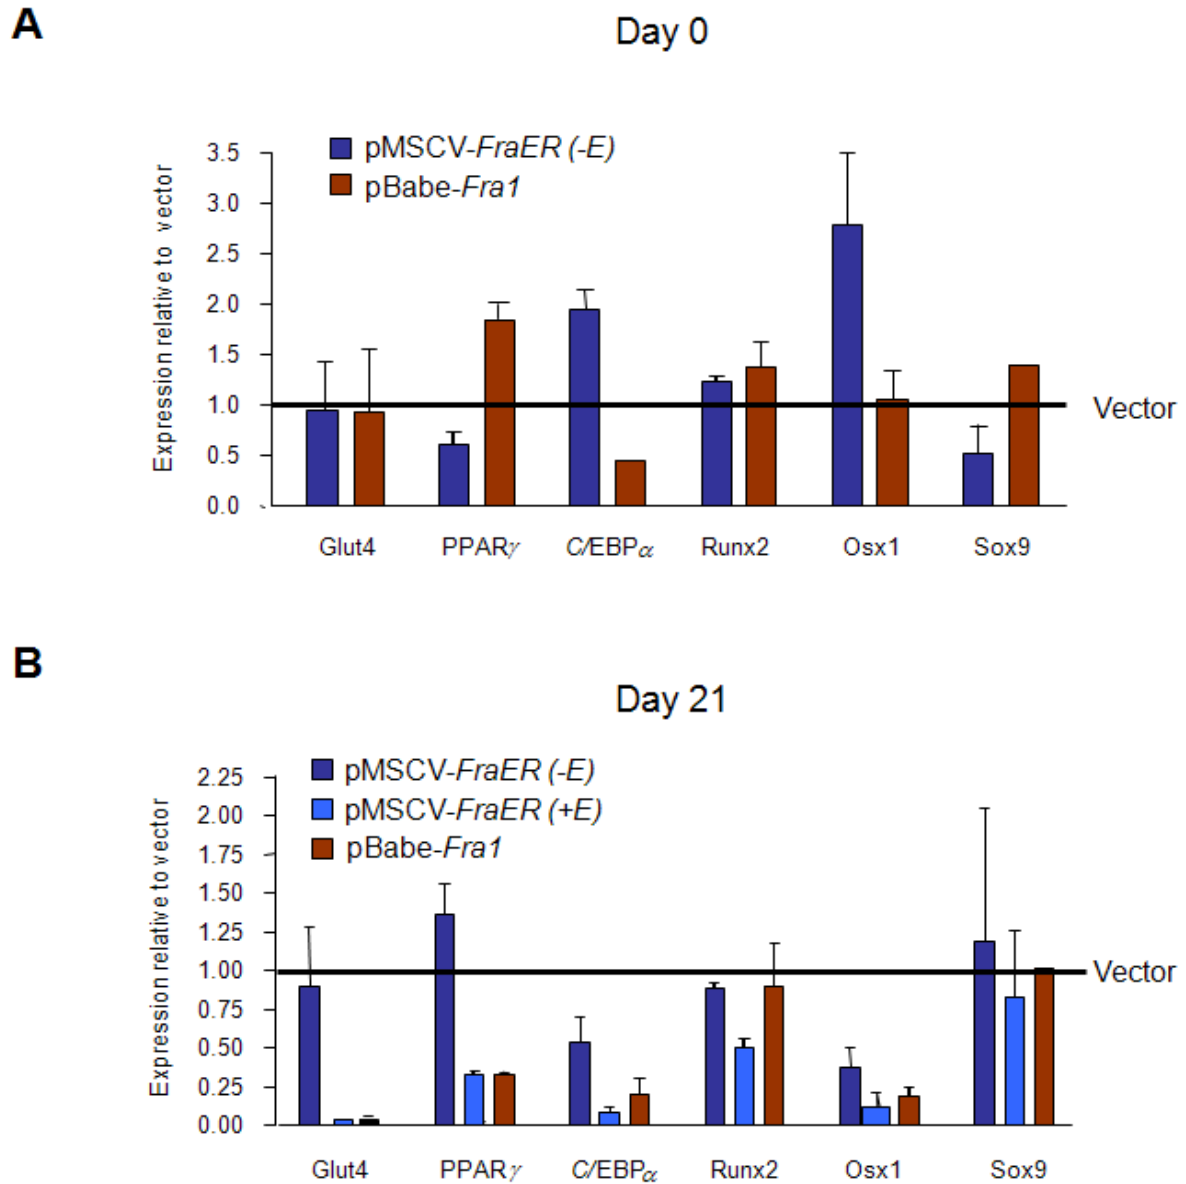 A
Day 0
pMSCV-FraER (-E)
pBabe-Fra1
Expression relative to vector
3.5
3.0
2.5
2.0
1.5
1.0
0.5
0.0
Vector
Glut4 PPARγ C/EBPα Runx2 Osx1 Sox9
B
Day 21
pMSCV-FraER (-E)
pMSCV-FraER (+E)
pBabe-Fra1
Expression relative to vector
2.25
2.00
1.75
1.50
1.25
1.00
0.75
0.50
0.25
0.00
Vector
Glut4 PPARγ C/EBPα Runx2 Osx1 Sox9